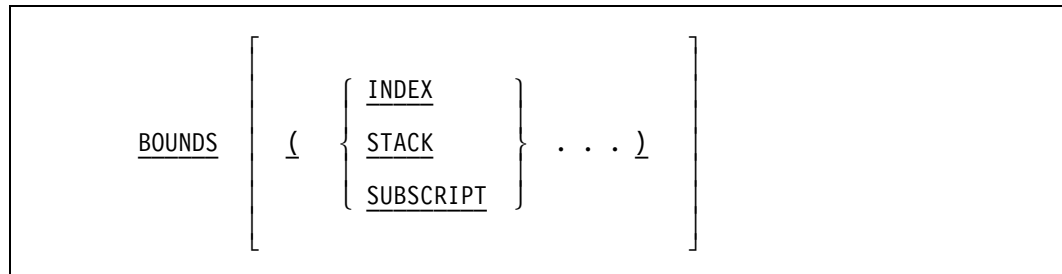 INDEX
BOUNDS ( STACK . . . )
SUBSCRIPT